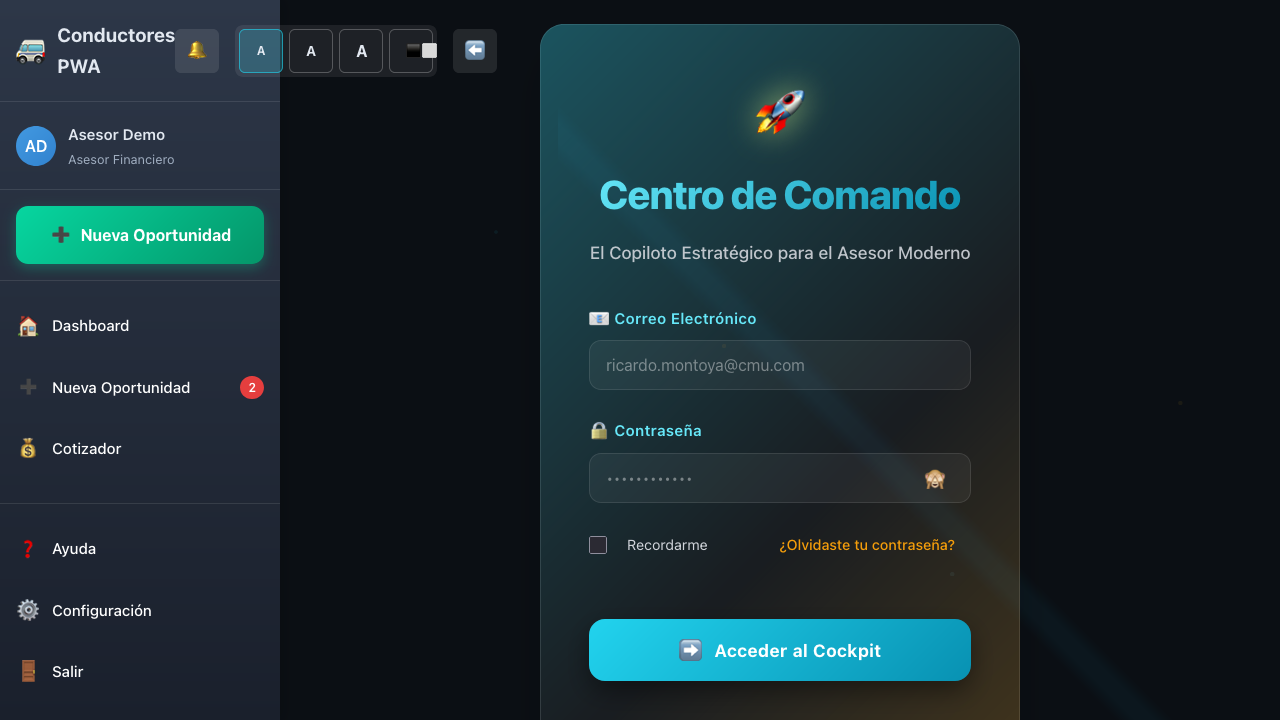 Conductores
PWA
A
A
A
AD
Asesor Demo
Asesor Financiero
➕ Nueva Oportunidad
Dashboard
Nueva Oportunidad
2
Cotizador
Ayuda
Configuración
Salir
Centro de Comando
El Copiloto Estratégico para el Asesor Moderno
📧 Correo Electrónico
ricardo.montoya@cmu.com
🔒 Contraseña
••••••••••••
Recordarme
¿Olvidaste tu contraseña?
➡️ Acceder al Cockpit